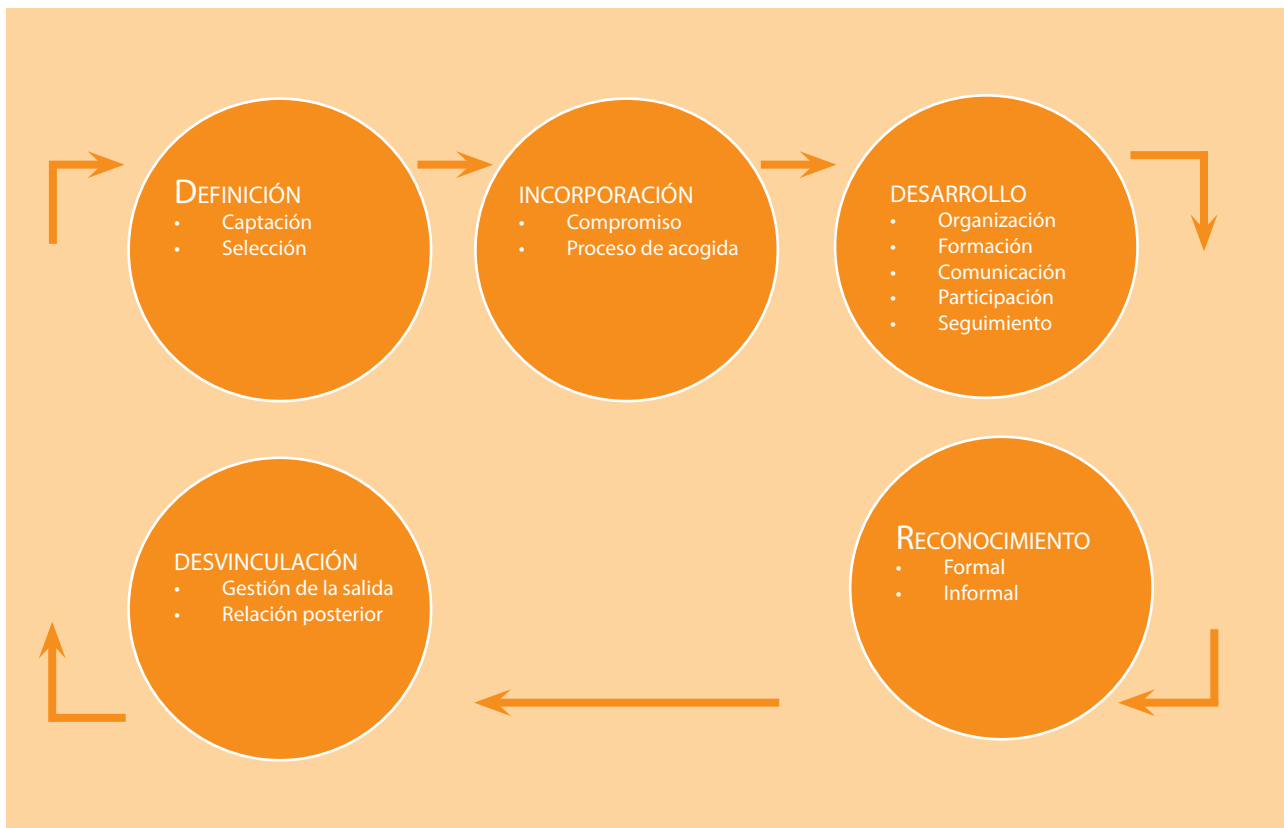 DEFINICIÓN
• Captación
• Selección
INCORPORACIÓN
• Compromiso
• Proceso de acogida
DESARROLLO
• Organización
• Formación
• Comunicación
• Participación
• Seguimiento
RECONOCIMIENTO
• Formal
• Informal
DESVINCULACIÓN
• Gestión de la salida
• Relación posterior